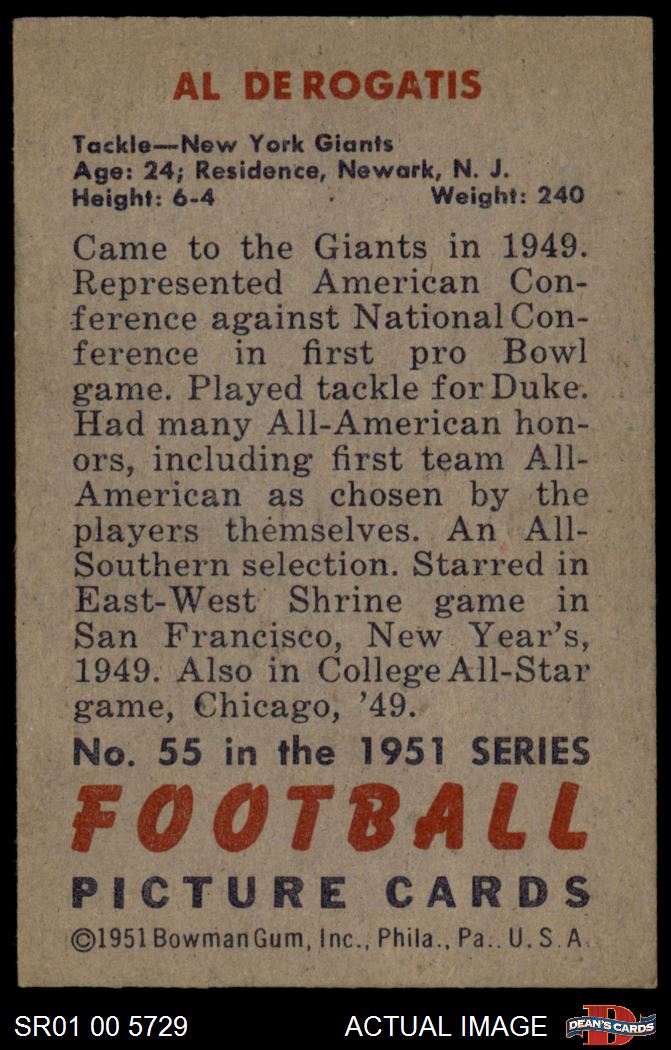 AL DE ROGATIS
Tackle—New York Giants
Age: 24; Residence, Newark, N. J.
Height: 6-4 Weight: 240
Came to the Giants in 1949.
Represented American Con-
ference against National Con-
ference in first pro Bowl
game. Played tackle for Duke.
Had many All-American hon-
ors, including first team All-
American as chosen by the
players themselves. An All-
Southern selection. Starred in
East-West Shrine game in
San Francisco, New Year's,
1949. Also in College All-Star
game, Chicago, '49.
No. 55 in the 1951 SERIES
FOOTBALL
PICTURE CARDS
©1951 Bowman Gum, Inc., Phila., Pa.. U. S. A.
SR01 00 5729 ACTUAL IMAGE D DEAN'S CARDS